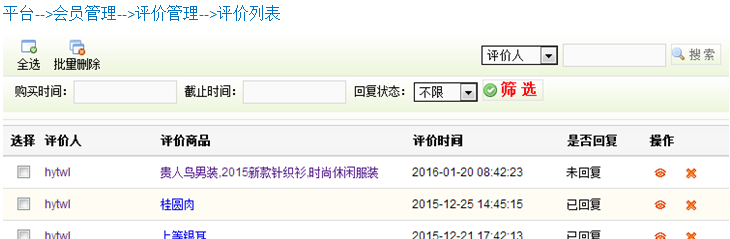 平台-->会员管理-->评价管理-->评价列表
全选 批量删除 评价人 搜索
购买时间： 截止时间： 回复状态： 不限 筛 选
选择 评价人 评价商品 评价时间 是否回复 操作
hytwl 贵人鸟男装,2015新款针织衫,时尚休闲服装 2016-01-20 08:42:23 未回复
hytwl 桂圆肉 2015-12-25 14:45:15 已回复
hytwl 上等银耳 2015-12-21 17:42:13 已回复